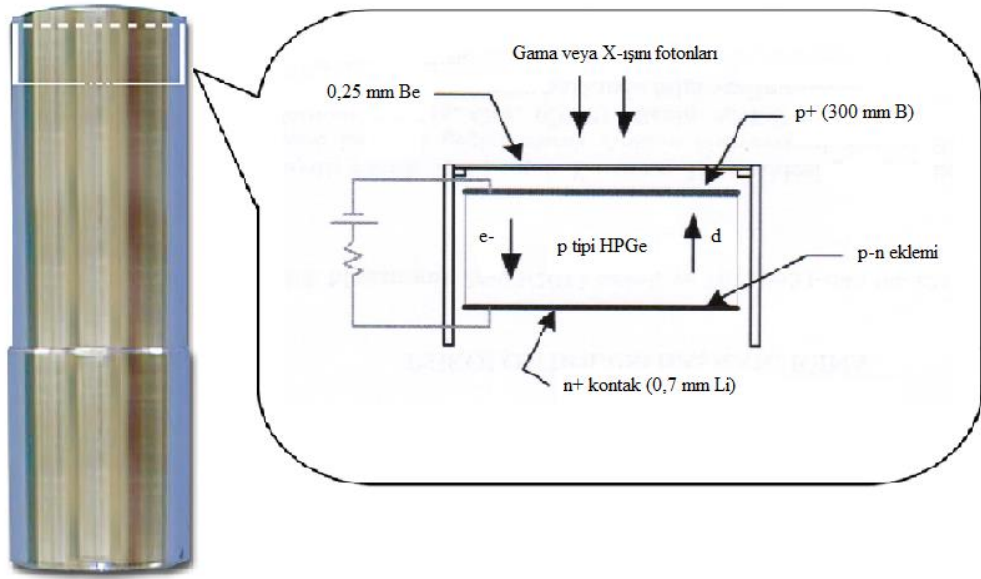 Gama veya X-ışını fotonları
0,25 mm Be
p+ (300 mm B)
e-
p tipi HPGe
d
p-n eklemi
n+ kontak (0,7 mm Li)